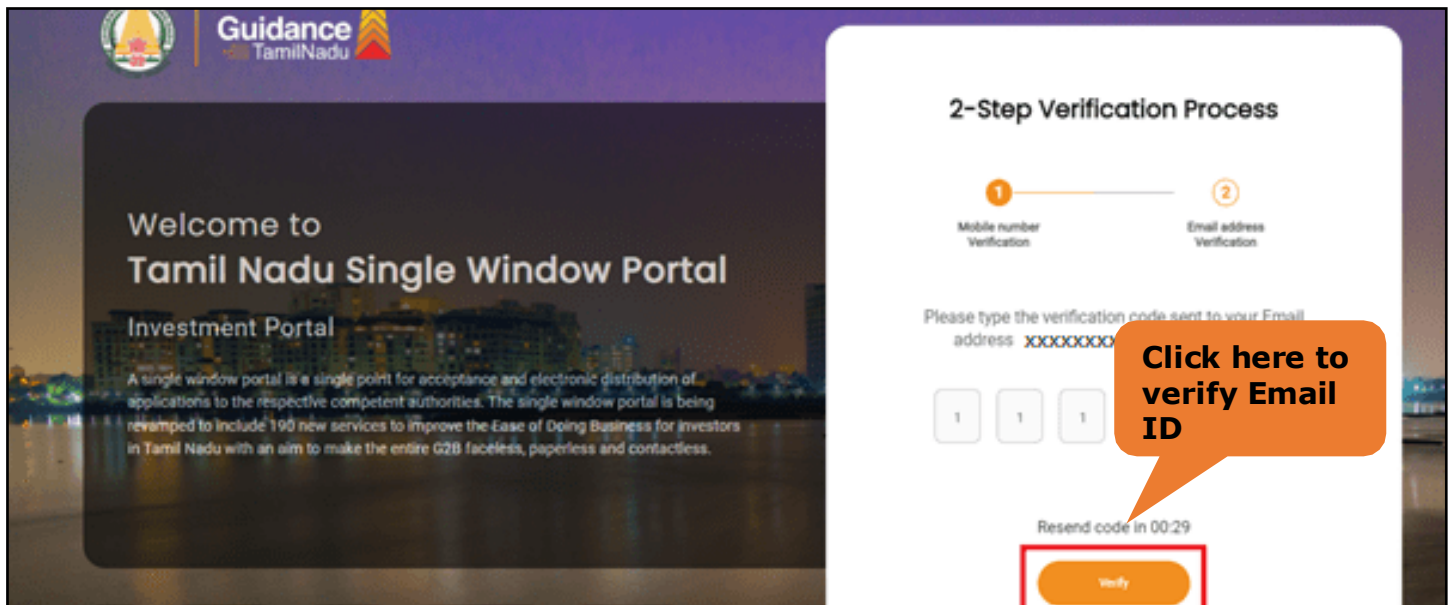 Guidance
TamilNadu
Welcome to
Tamil Nadu Single Window Portal
Investment Portal
A single window portal is a single point for acceptance and electronic distribution of
applications to the respective competent authorities. The single window portal is being
revamped to include 190 new services to improve the Ease of Doing Business for investors
in Tamil Nadu with an aim to make the entire G2B faceless, paperless and contactless.
2-Step Verification Process
1
2
Mobile number
Verification
Email address
Verification
Please type the verification code sent to your Email
address XXXXXXXX
1 1 1
Click here to
verify Email
ID
Resend code in 00:29
Verify